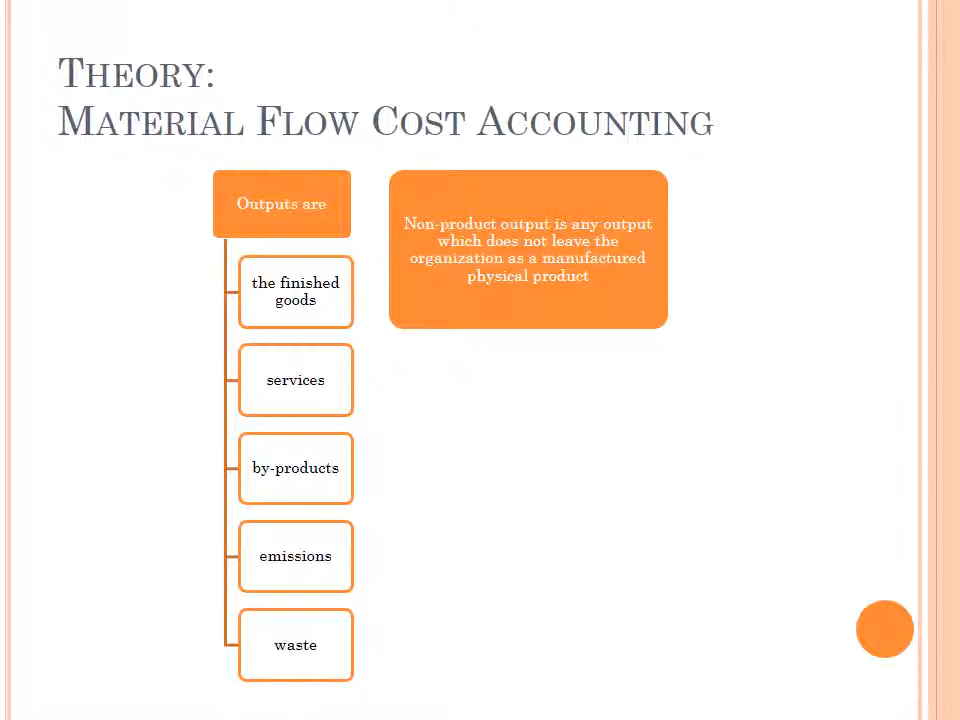 THEORY:
MATERIAL FLOW COST ACCOUNTING
Outputs are
the finished
goods
services
by-products
emissions
waste
Non-product output is any output
which does not leave the
organization as a manufactured
physical product